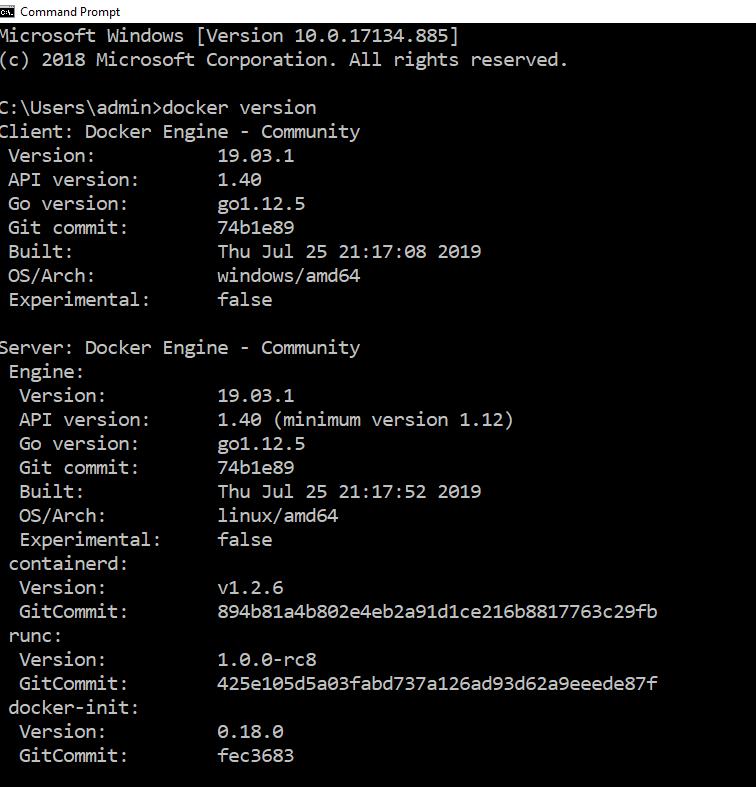 Command Prompt
Microsoft Windows [Version 10.0.17134.885]
(c) 2018 Microsoft Corporation. All rights reserved.
C:\Users\admin>docker version
Client: Docker Engine - Community
Version: 19.03.1
API version: 1.40
Go version: go1.12.5
Git commit: 74b1e89
Built: Thu Jul 25 21:17:08 2019
OS/Arch: windows/amd64
Experimental: false
Server: Docker Engine - Community
Engine:
Version: 19.03.1
API version: 1.40 (minimum version 1.12)
Go version: go1.12.5
Git commit: 74b1e89
Built: Thu Jul 25 21:17:52 2019
OS/Arch: linux/amd64
Experimental: false
containerd:
Version: v1.2.6
GitCommit: 894b81a4b802e4eb2a91d1ce216b8817763c29fb
runc:
Version: 1.0.0-rc8
GitCommit: 425e105d5a03fabd737a126ad93d62a9eeede87f
docker-init:
Version: 0.18.0
GitCommit: fec3683